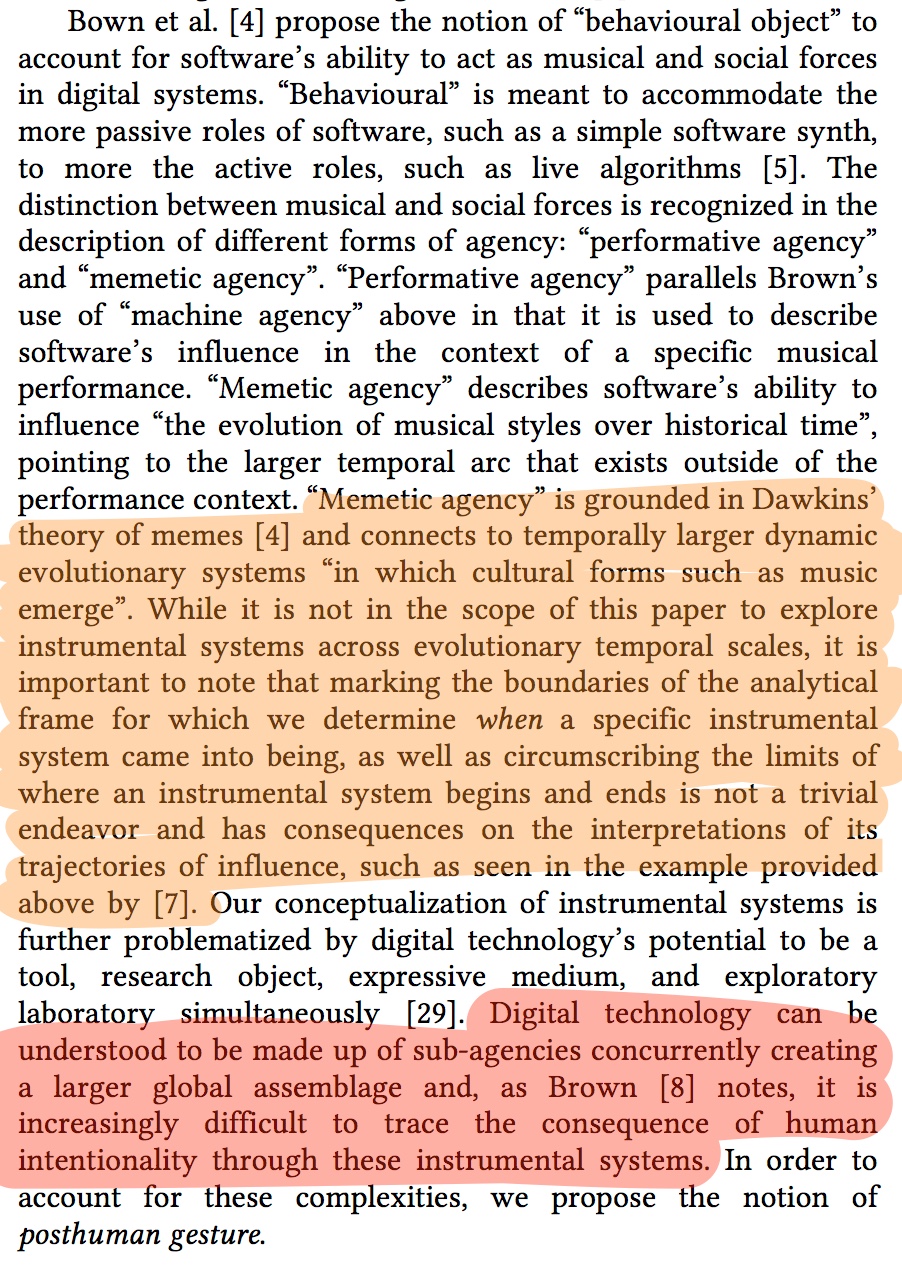 Bown et al. [4] propose the notion of “behavioural object” to
account for software’s ability to act as musical and social forces
in digital systems. “Behavioural” is meant to accommodate the
more passive roles of software, such as a simple software synth,
to more the active roles, such as live algorithms [5]. The
distinction between musical and social forces is recognized in the
description of different forms of agency: “performative agency”
and “memetic agency”. “Performative agency” parallels Brown’s
use of “machine agency” above in that it is used to describe
software’s influence in the context of a specific musical
performance. “Memetic agency” describes software’s ability to
influence “the evolution of musical styles over historical time”,
pointing to the larger temporal arc that exists outside of the
performance context. “Memetic agency” is grounded in Dawkins’
theory of memes [4] and connects to temporally larger dynamic
evolutionary systems “in which cultural forms such as music
emerge”. While it is not in the scope of this paper to explore
instrumental systems across evolutionary temporal scales, it is
important to note that marking the boundaries of the analytical
frame for which we determine when a specific instrumental
system came into being, as well as circumscribing the limits of
where an instrumental system begins and ends is not a trivial
endeavor and has consequences on the interpretations of its
trajectories of influence, such as seen in the example provided
above by [7]. Our conceptualization of instrumental systems is
further problematized by digital technology’s potential to be a
tool, research object, expressive medium, and exploratory
laboratory simultaneously [29]. Digital technology can be
understood to be made up of sub-agencies concurrently creating
a larger global assemblage and, as Brown [8] notes, it is
increasingly difficult to trace the consequence of human
intentionality through these instrumental systems. In order to
account for these complexities, we propose the notion of
posthuman gesture.